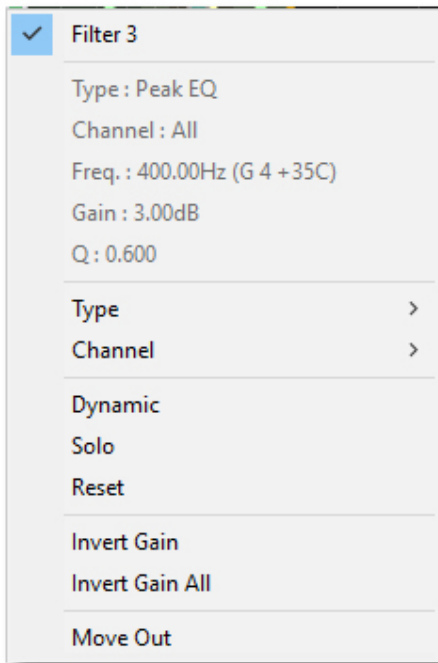 Filter 3
Type : Peak EQ
Channel : All
Freq. : 400.00Hz (G 4 +35C)
Gain : 3.00dB
Q : 0.600
Type
Channel
Dynamic
Solo
Reset
Invert Gain
Invert Gain All
Move Out